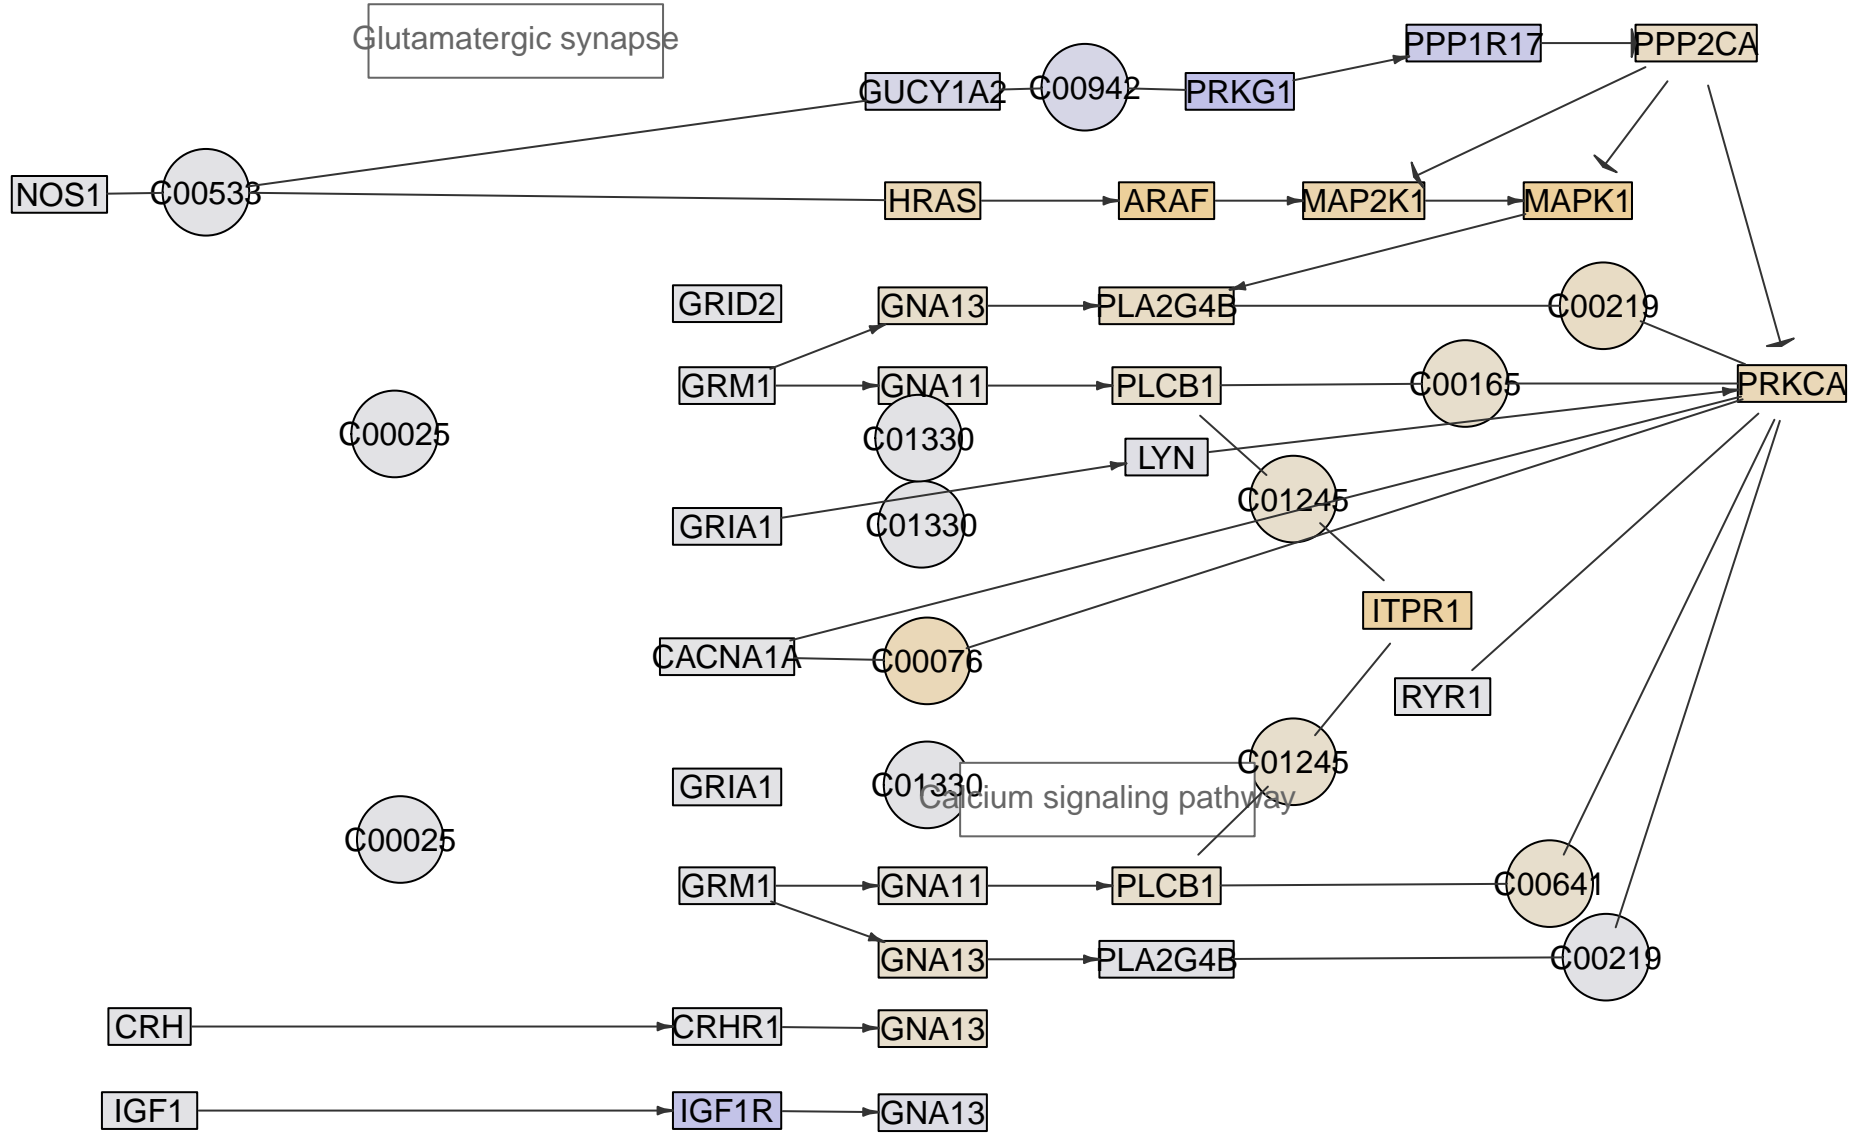 Glutamatergic synapse
PPP1R17
PPP2CA
GUCY1A2
C00942
PRKG1
NOS1
C00533
HRAS
ARAF
MAP2K1
MAPK1
GRID2
GNA13
PLA2G4B
C00219
GRM1
GNA11
PLCB1
C00165
PRKCA
C00025
C01330
LYN
C01245
GRIA1
C01330
ITPR1
CACNA1A
C00076
RYR1
C01245
GRIA1
C01330
Calcium signaling pathway
C00025
GRM1
GNA11
PLCB1
C00641
GNA13
PLA2G4B
C00219
CRH
CRHR1
GNA13
IGF1
IGF1R
GNA13